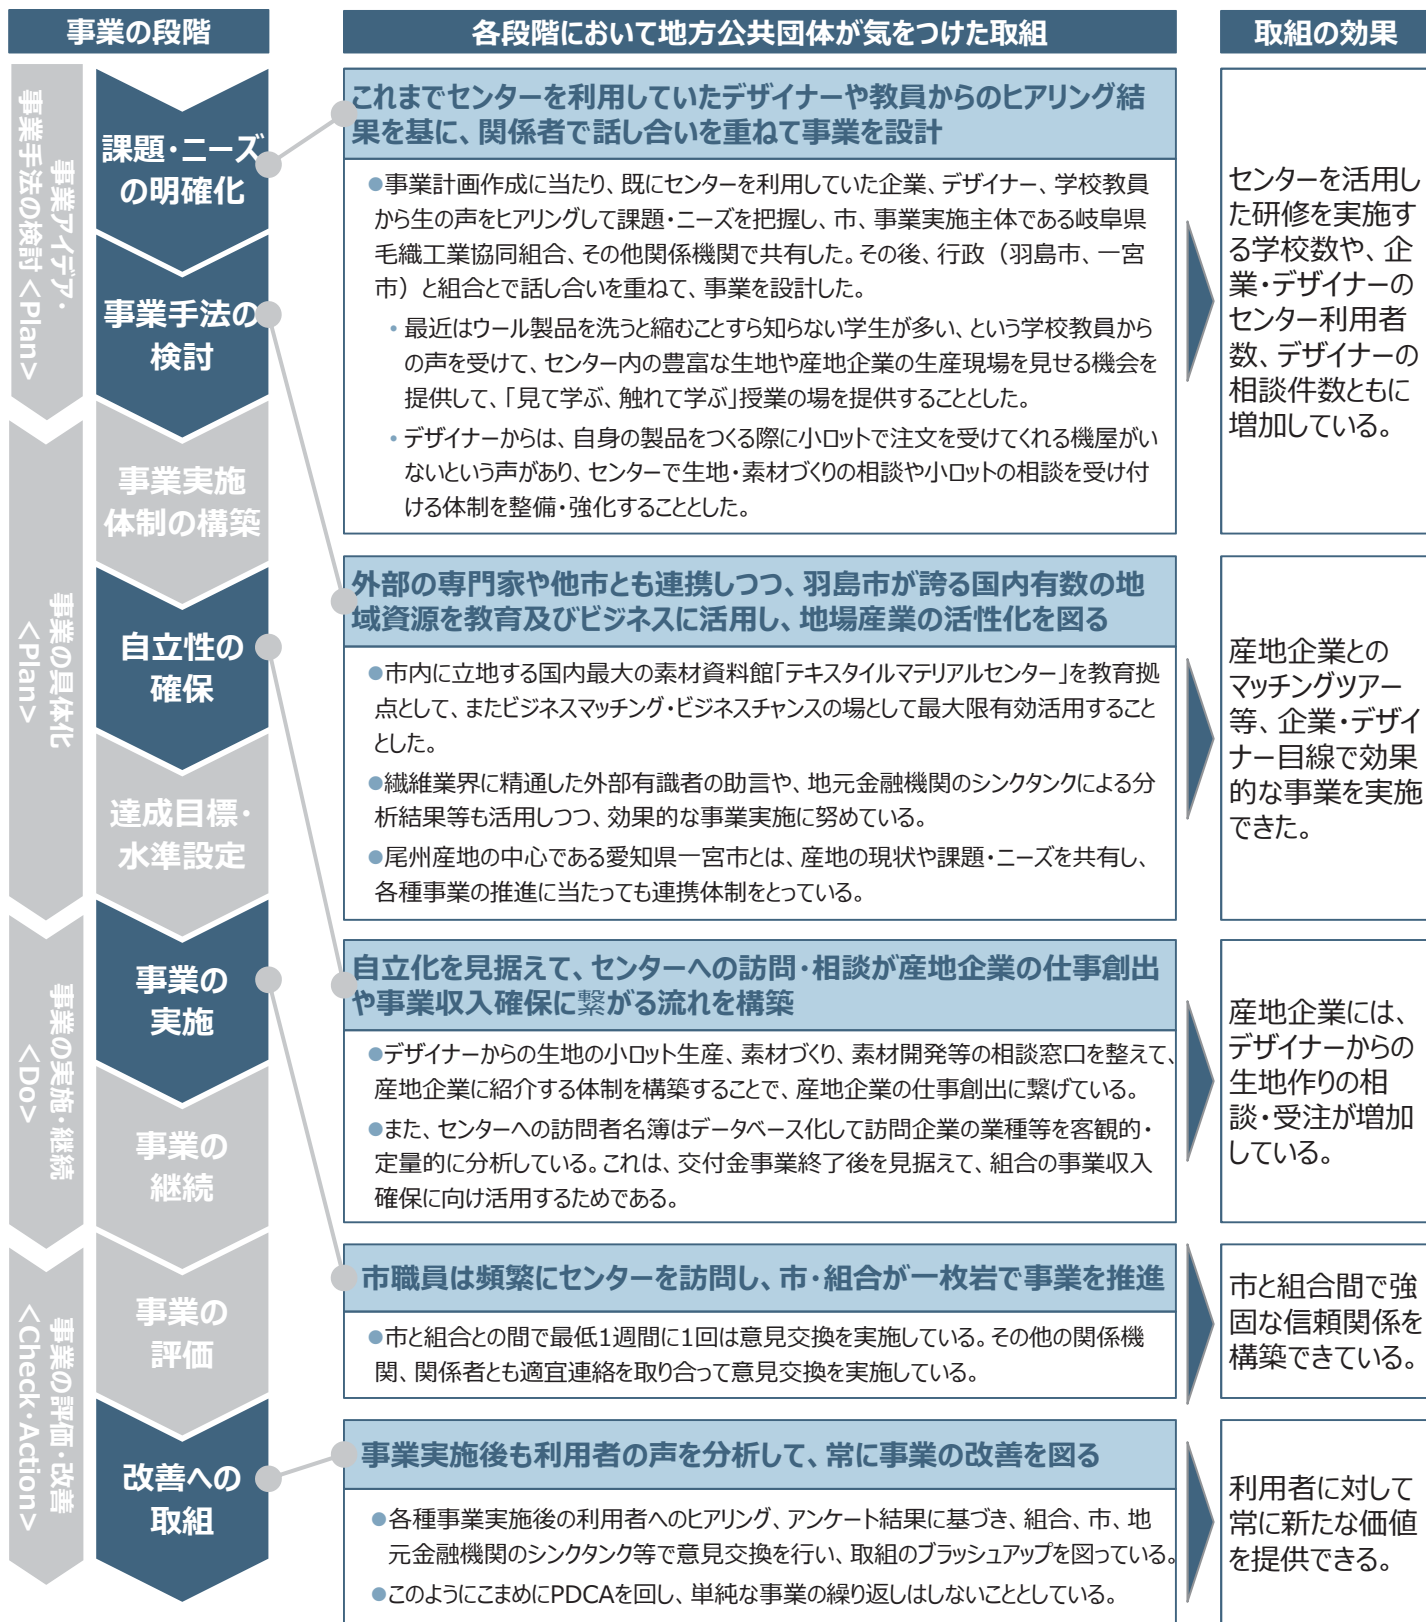 事業の段階
各段階において地方公共団体が気をつけた取組
取組の効果
事業アイデア・
事業手法の検討<Plan>
事業の具体化
<Plan>
事業の実施・継続
<Do>
事業の評価・改善
<Check・Action>
課題・ニーズ
の明確化
事業手法の
検討
事業実施
体制の構築
自立性の
確保
達成目標・
水準設定
事業の
実施
事業の
継続
事業の
評価
改善への
取組
これまでセンターを利用していたデザイナーや教員からのヒアリング結
果を基に、関係者で話し合いを重ねて事業を設計
●事業計画作成に当たり、既にセンターを利用していた企業、デザイナー、学校教員
から生の声をヒアリングして課題・ニーズを把握し、市、事業実施主体である岐阜県
毛織工業協同組合、その他関係機関で共有した。その後、行政（羽島市、一宮
市）と組合とで話し合いを重ねて、事業を設計した。
・最近はウール製品を洗うと縮むことすら知らない学生が多い、という学校教員から
の声を受けて、センター内の豊富な生地や産地企業の生産現場を見せる機会を
提供して、「見て学ぶ、触れて学ぶ」授業の場を提供することとした。
・デザイナーからは、自身の製品をつくる際に小ロットで注文を受けてくれる機屋がい
ないという声があり、センターで生地・素材づくりの相談や小ロットの相談を受け付
ける体制を整備・強化することとした。
センターを活用し
た研修を実施す
る学校数や、企
業・デザイナーの
センター利用者
数、デザイナーの
相談件数ともに
増加している。
外部の専門家や他市とも連携しつつ、羽島市が誇る国内有数の地
域資源を教育及びビジネスに活用し、地場産業の活性化を図る
●市内に立地する国内最大の素材資料館「テキスタイルマテリアルセンター」を教育拠
点として、またビジネスマッチング・ビジネスチャンスの場として最大限有効活用すること
とした。
●繊維業界に精通した外部有識者の助言や、地元金融機関のシンクタンクによる分
析結果等も活用しつつ、効果的な事業実施に努めている。
●尾州産地の中心である愛知県一宮市とは、産地の現状や課題・ニーズを共有し、
各種事業の推進に当たっても連携体制をとっている。
産地企業との
マッチングツアー
等、企業・デザイ
ナー目線で効果
的な事業を実施
できた。
自立化を見据えて、センターへの訪問・相談が産地企業の仕事創出
や事業収入確保に繋がる流れを構築
●デザイナーからの生地の小ロット生産、素材づくり、素材開発等の相談窓口を整えて、
産地企業に紹介する体制を構築することで、産地企業の仕事創出に繋げている。
●また、センターへの訪問者名簿はデータベース化して訪問企業の業種等を客観的・
定量的に分析している。これは、交付金事業終了後を見据えて、組合の事業収入
確保に向け活用するためである。
産地企業には、
デザイナーからの
生地作りの相
談・受注が増加
している。
市職員は頻繁にセンターを訪問し、市・組合が一枚岩で事業を推進
●市と組合との間で最低1週間に1回は意見交換を実施している。その他の関係機
関、関係者とも適宜連絡を取り合って意見交換を実施している。
市と組合間で強
固な信頼関係を
構築できている。
事業実施後も利用者の声を分析して、常に事業の改善を図る
●各種事業実施後の利用者へのヒアリング、アンケート結果に基づき、組合、市、地
元金融機関のシンクタンク等で意見交換を行い、取組のブラッシュアップを図っている。
●このようにこまめにPDCAを回し、単純な事業の繰り返しはしないこととしている。
利用者に対して
常に新たな価値
を提供できる。